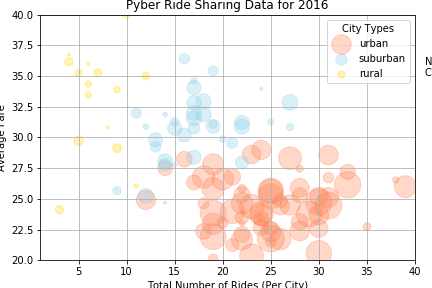 Pyber Ride Sharing Data for 2016
40.0
37.5
35.0
32.5
30.0
27.5
25.0
22.5
20.0
City Types
urban
suburban
rural
N
C
5 10 15 20 25 30 35 40
Total Number of Rides (Per City)